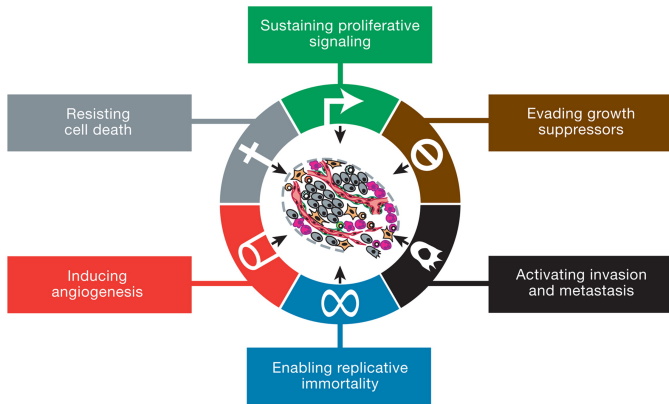 Sustaining proliferative
signaling
Resisting
cell death
Evading growth
suppressors
Inducing
angiogenesis
Activating invasion
and metastasis
Enabling replicative
immortality